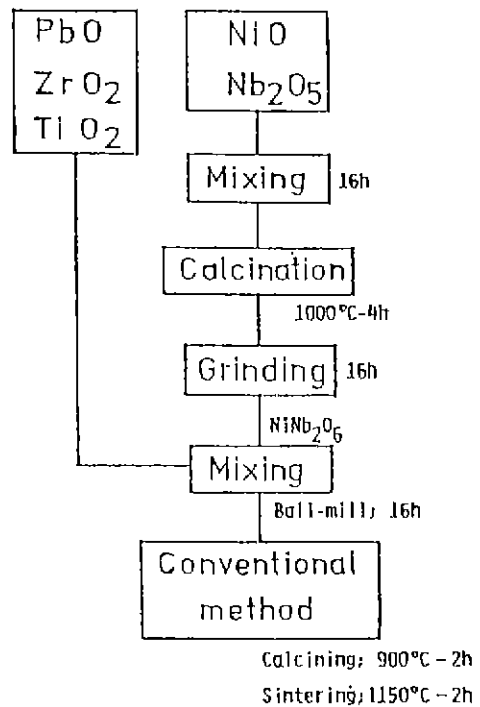 PbO
ZrO2
TiO2
NiO
Nb2O5
Mixing
16h
Calcination
1000°C-4h
Grinding
16h
NiNb2O6
Mixing
Ball-mill; 16h
Conventional
method
Calcining; 900°C-2h
Sintering; 1150°C-2h